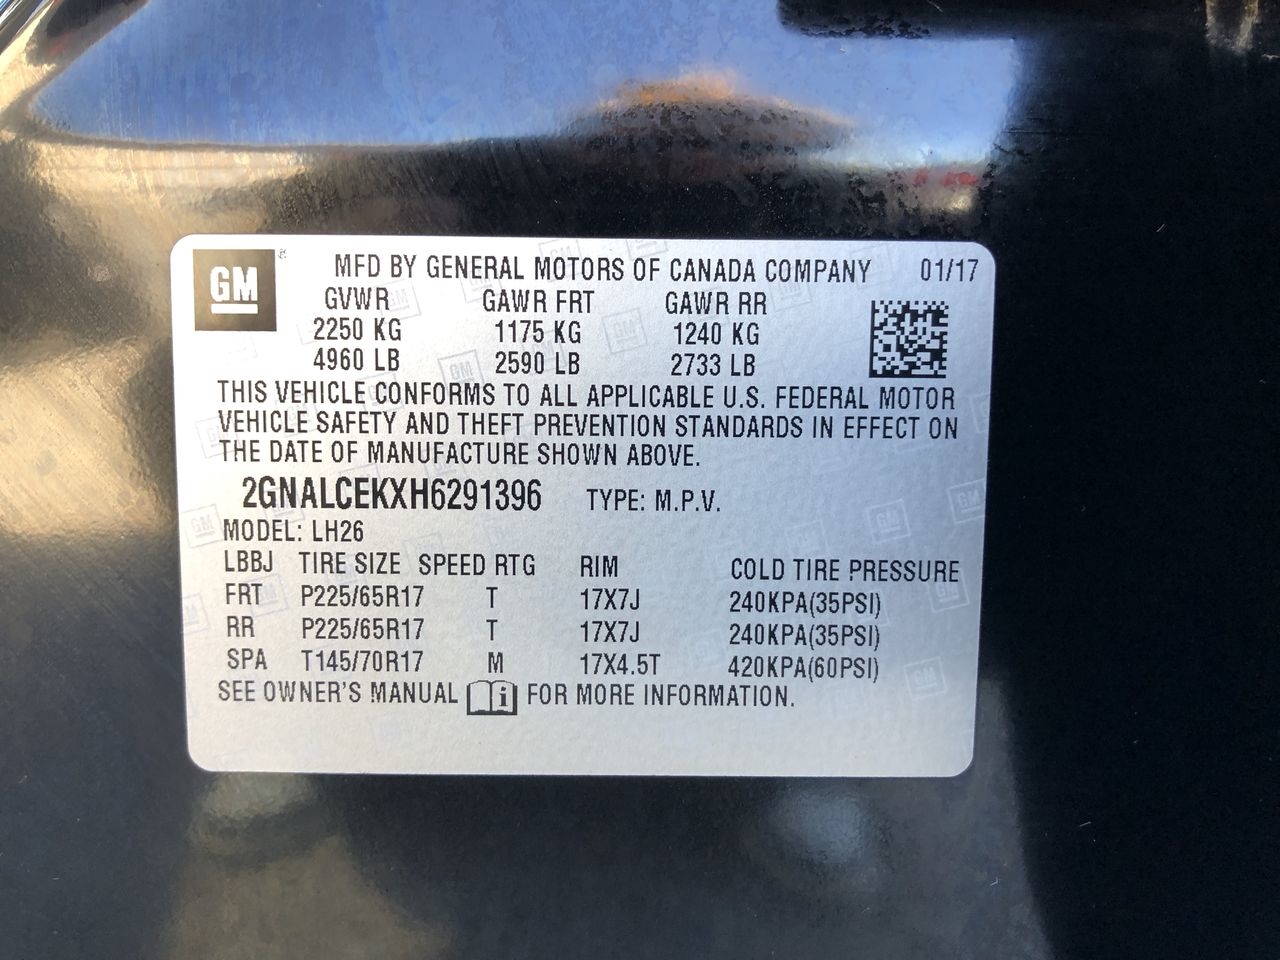 GM
MFD BY GENERAL MOTORS OF CANADA COMPANY 01/17
GVWR GAWR FRT GAWR RR
2250 KG 1175 KG 1240 KG
4960 LB 2590 LB 2733 LB
THIS VEHICLE CONFORMS TO ALL APPLICABLE U.S. FEDERAL MOTOR
VEHICLE SAFETY AND THEFT PREVENTION STANDARDS IN EFFECT ON
THE DATE OF MANUFACTURE SHOWN ABOVE.
2GNALCEKXH6291396 TYPE: M.P.V.
MODEL: LH26
LBBJ TIRE SIZE SPEED RTG RIM COLD TIRE PRESSURE
FRT P225/65R17 T 17X7J 240KPA(35PSI)
RR P225/65R17 T 17X7J 240KPA(35PSI)
SPA T145/70R17 M 17X4.5T 420KPA(60PSI)
SEE OWNER'S MANUAL i FOR MORE INFORMATION.